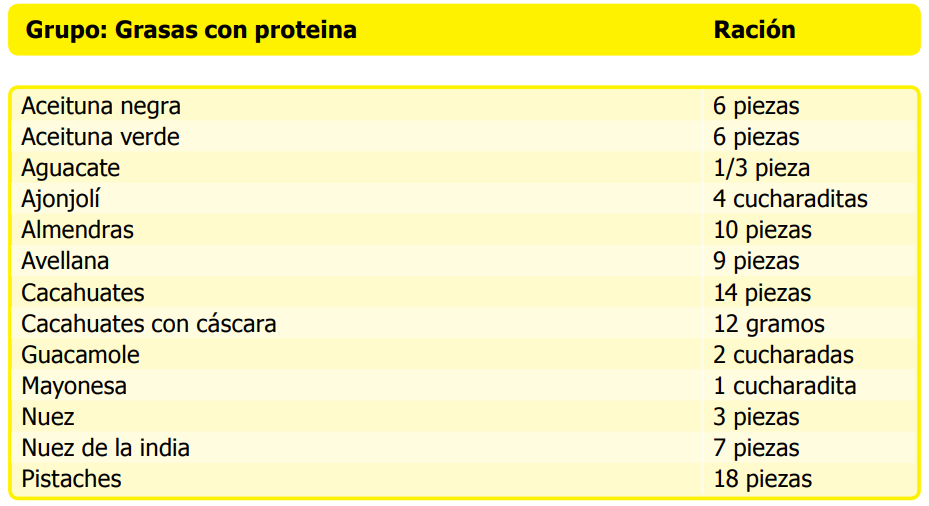 Grupo: Grasas con proteina Ración
Aceituna negra 6 piezas
Aceituna verde 6 piezas
Aguacate 1/3 pieza
Ajonjolí 4 cucharaditas
Almendras 10 piezas
Avellana 9 piezas
Cacahuates 14 piezas
Cacahuates con cáscara 12 gramos
Guacamole 2 cucharadas
Mayonesa 1 cucharadita
Nuez 3 piezas
Nuez de la india 7 piezas
Pistaches 18 piezas